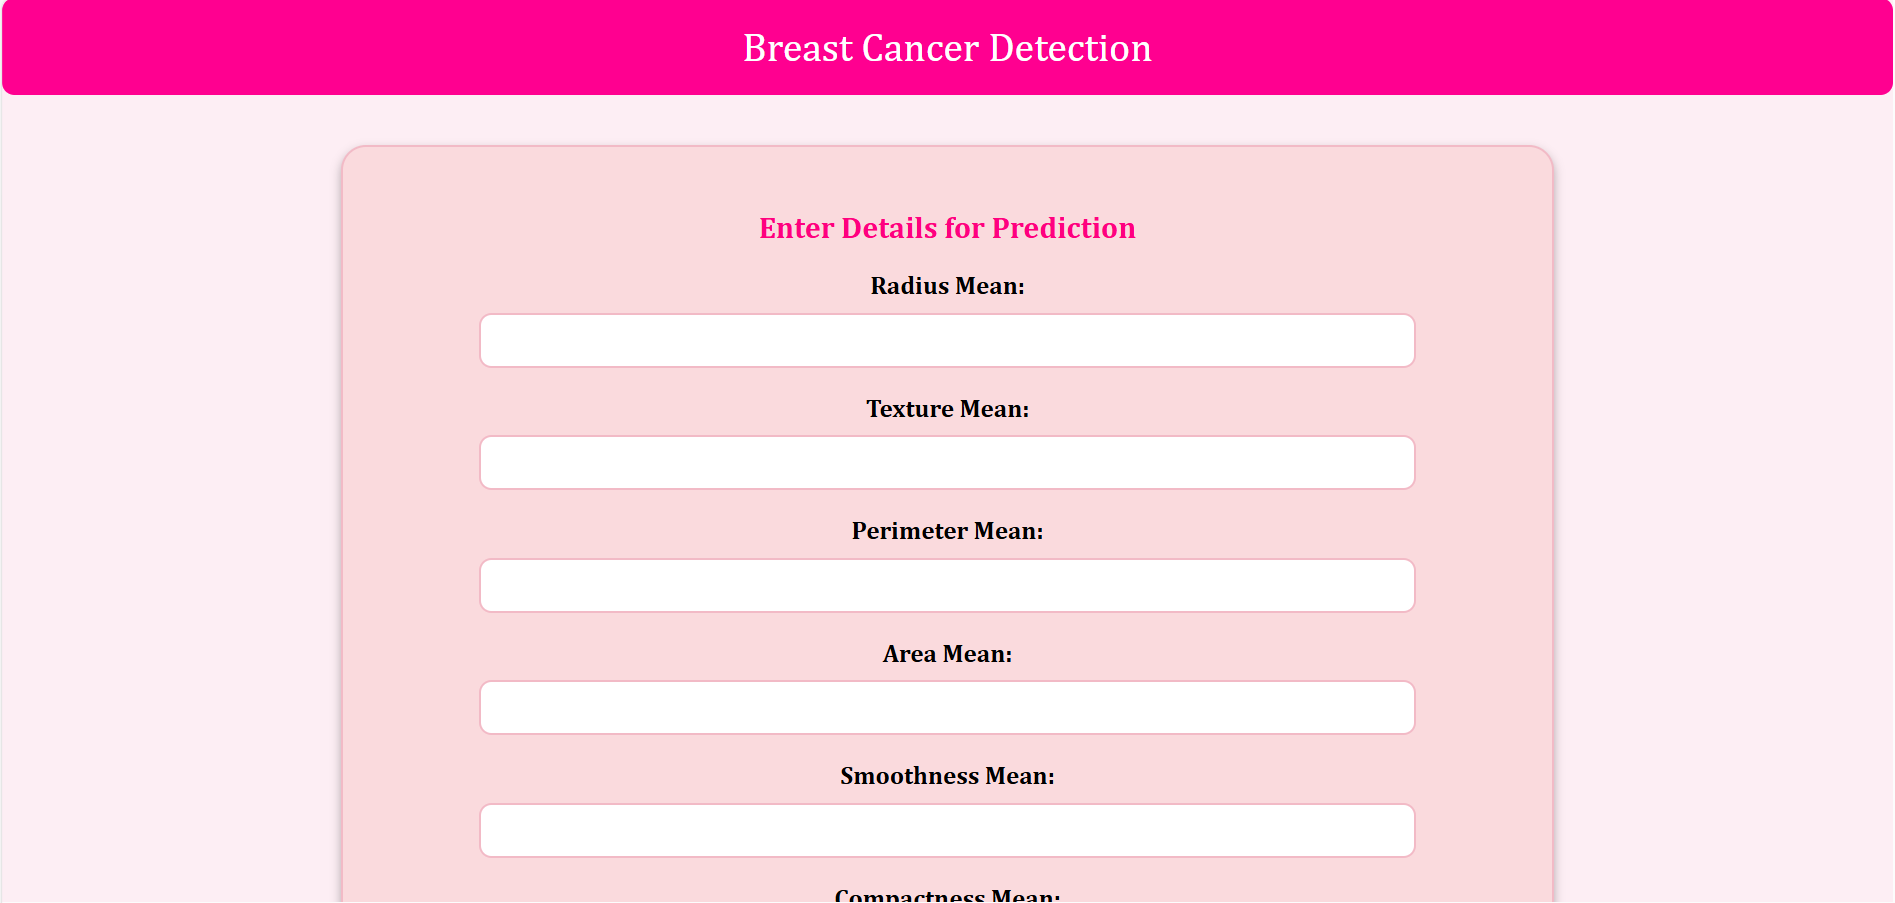 Breast Cancer Detection
Enter Details for Prediction
Radius Mean:
Texture Mean:
Perimeter Mean:
Area Mean:
Smoothness Mean:
Compactness Mean: